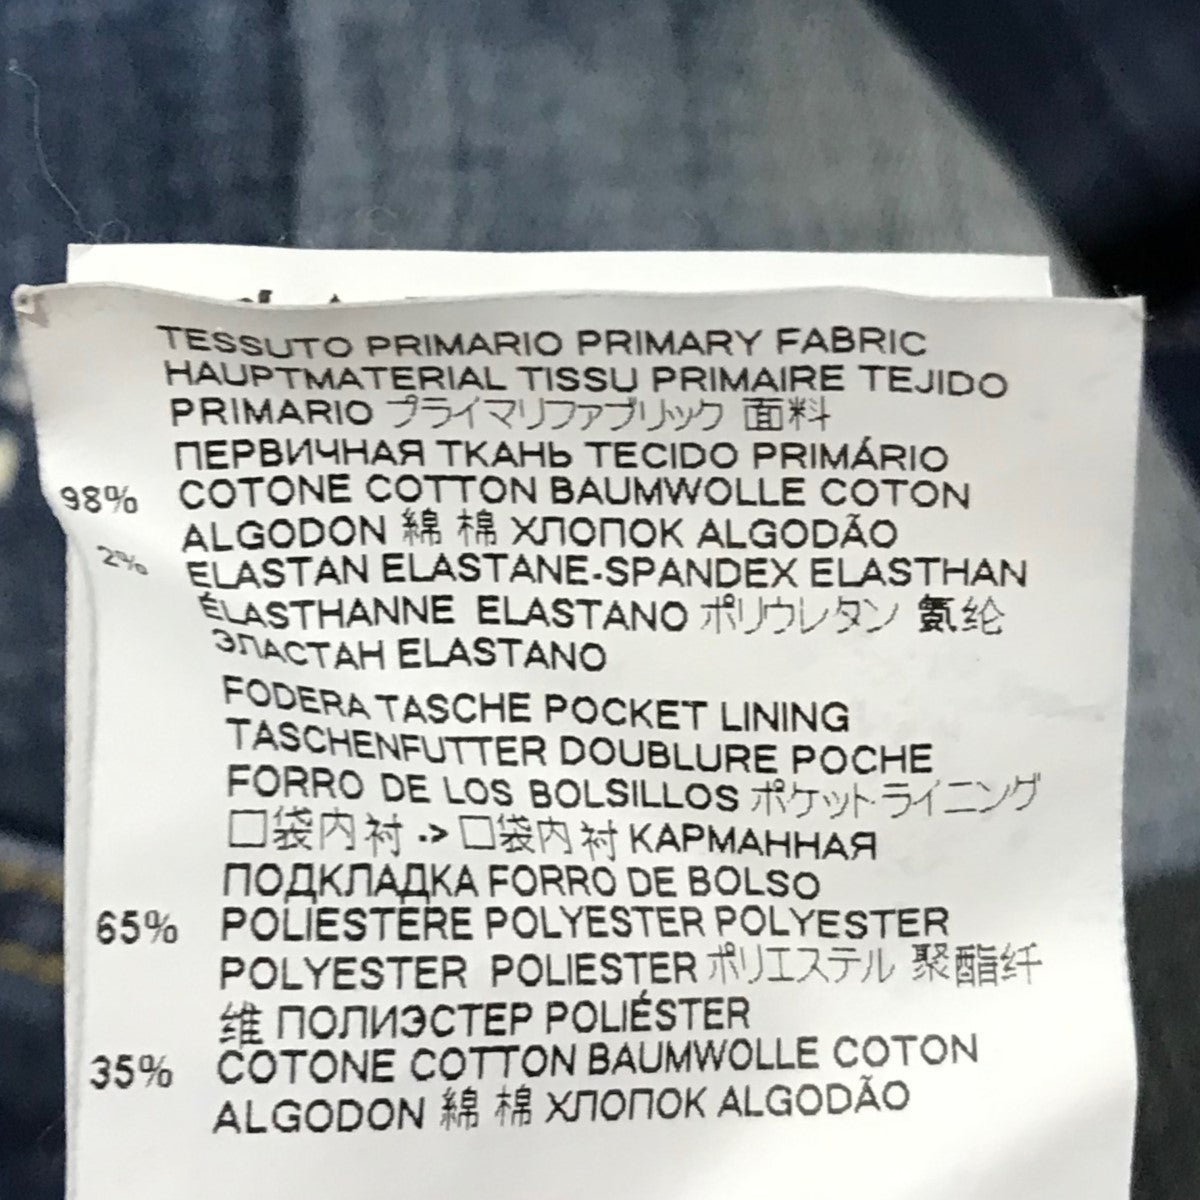 TESSUTO PRIMARIO PRIMARY FABRIC
HAUPTMATERIAL TISSU PRIMAIRE TEJIDO
PRIMARIO プライマリファブリック 面料
ПЕРВИЧНАЯ ТКАНЬ TECIDO PRIMÁRIO
98% COTONE COTTON BAUMWOLLE COTON
ALGODON 綿 棉 ХЛОПОК ALGODÃO
2% ELASTAN ELASTANE-SPANDEX ELASTHAN
ÉLASTHANNE ELASTANO ポリウレタン 氨纶
ЭЛАСТАН ELASTANO
FODERA TASCHE POCKET LINING
TASCHENFUTTER DOUBLURE POCHE
FORRO DE LOS BOLSILLOS ポケットライニング
口袋内衬 -> 口袋内衬 КАРМАННАЯ
ПОДКЛАДКА FORRO DE BOLSO
65% POLIESTERE POLYESTER POLYESTER
POLYESTER POLIESTER ポリエステル 聚酯纤
维 ПОЛИЭСТЕР POLIÉSTER
35% COTONE COTTON BAUMWOLLE COTON
ALGODON 綿 棉 ХЛОПОК ALGODÃO